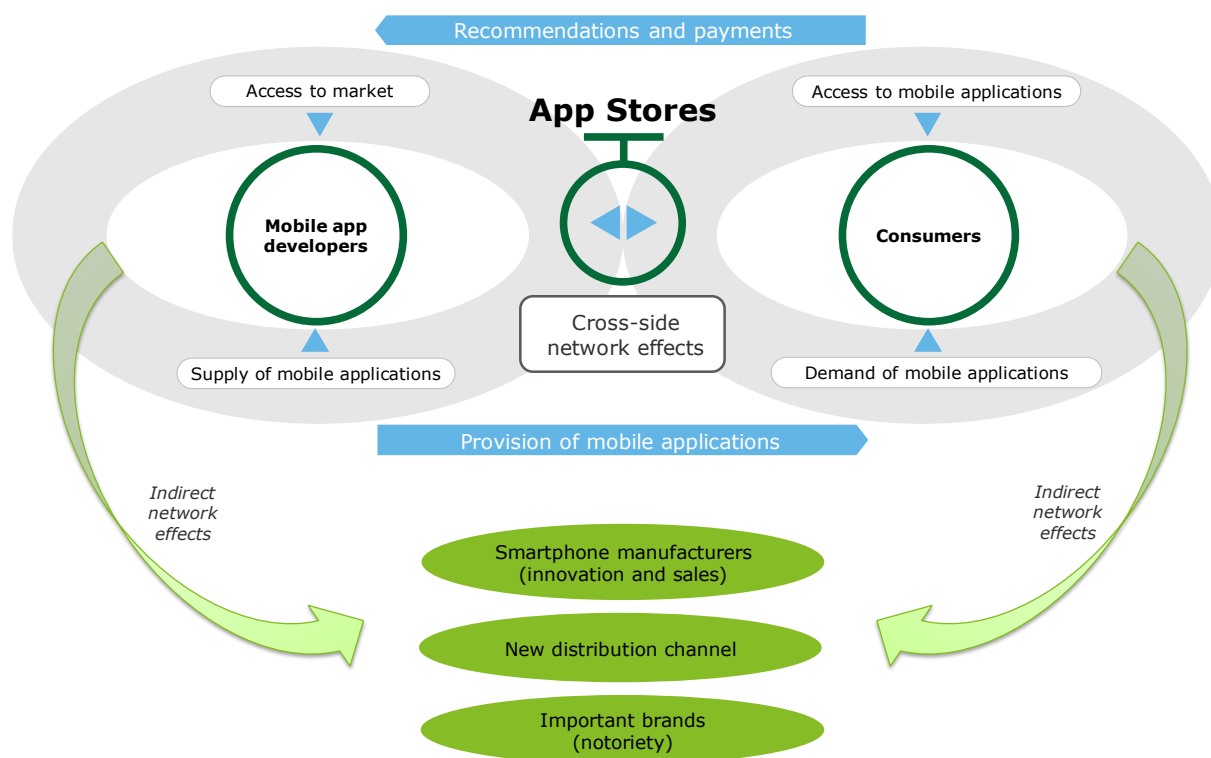 Recommendations and payments
Access to market
App Stores
Access to mobile applications
Mobile app
developers
Consumers
Cross-side
network effects
Supply of mobile applications
Demand of mobile applications
Provision of mobile applications
Indirect
network
effects
Indirect
network
effects
Smartphone manufacturers
(innovation and sales)
New distribution channel
Important brands
(notoriety)